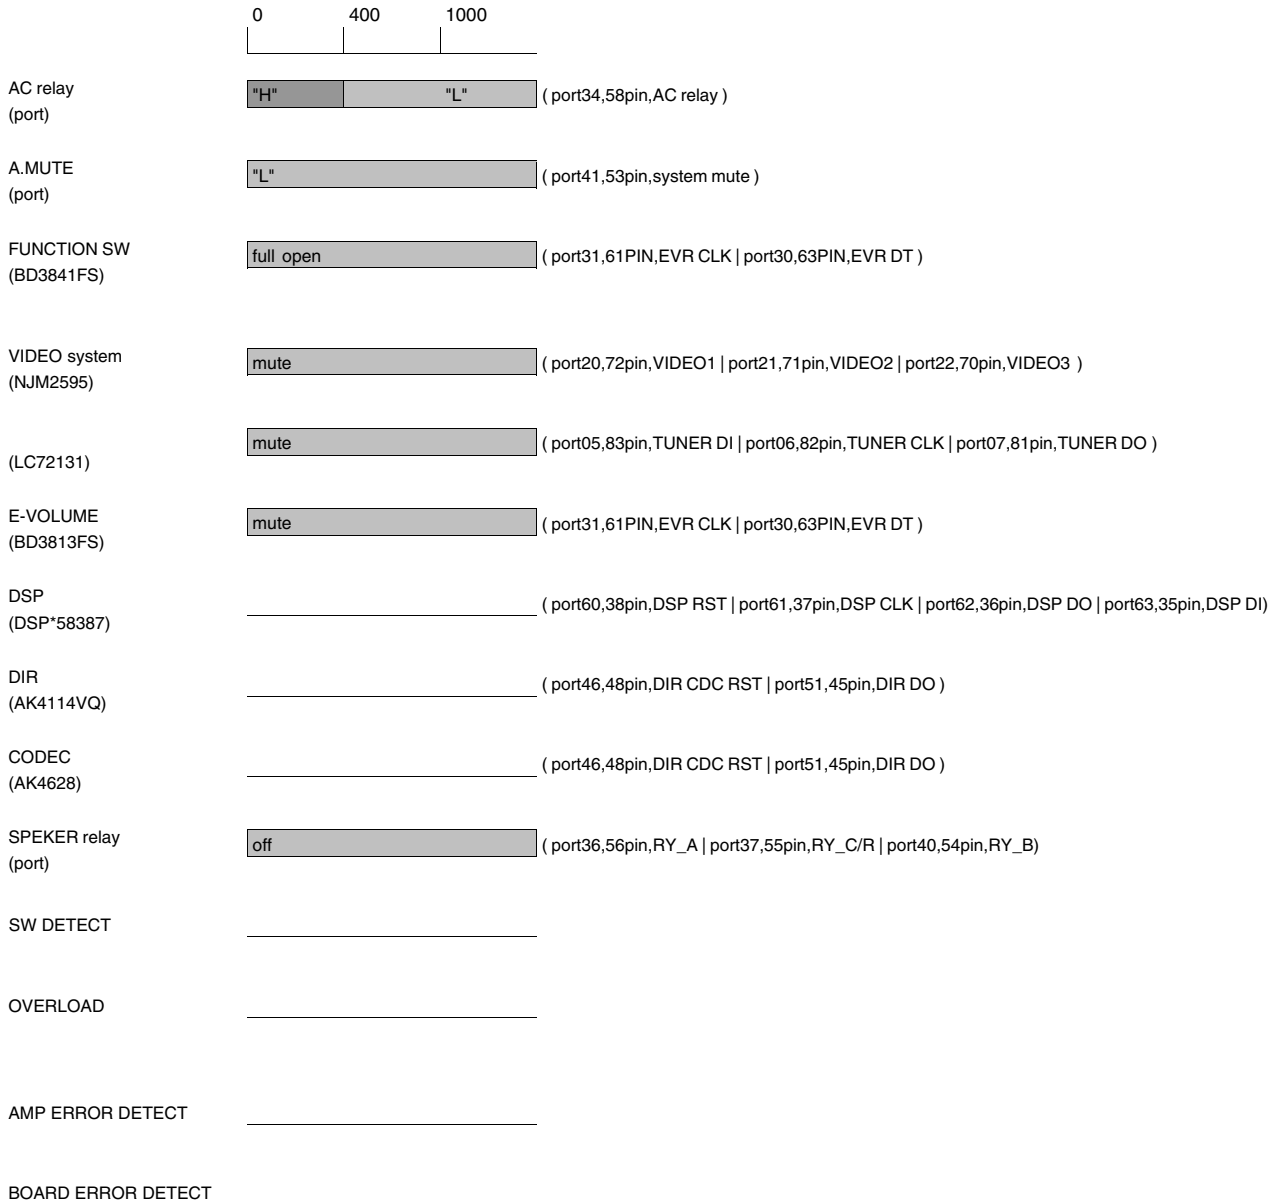 0 400 1000
AC relay
(port)
"H" "L" ( port34,58pin,AC relay )
A.MUTE
(port)
"L" ( port41,53pin,system mute )
FUNCTION SW
(BD3841FS)
full open ( port31,61PIN,EVR CLK | port30,63PIN,EVR DT )
VIDEO system
(NJM2595)
mute ( port20,72pin,VIDEO1 | port21,71pin,VIDEO2 | port22,70pin,VIDEO3 )
(LC72131)
mute ( port05,83pin,TUNER DI | port06,82pin,TUNER CLK | port07,81pin,TUNER DO )
E-VOLUME
(BD3813FS)
mute ( port31,61PIN,EVR CLK | port30,63PIN,EVR DT )
DSP
(DSP*58387)
( port60,38pin,DSP RST | port61,37pin,DSP CLK | port62,36pin,DSP DO | port63,35pin,DSP DI)
DIR
(AK4114VQ)
( port46,48pin,DIR CDC RST | port51,45pin,DIR DO )
CODEC
(AK4628)
( port46,48pin,DIR CDC RST | port51,45pin,DIR DO )
SPEKER relay
(port)
off ( port36,56pin,RY_A | port37,55pin,RY_C/R | port40,54pin,RY_B)
SW DETECT
OVERLOAD
AMP ERROR DETECT
BOARD ERROR DETECT